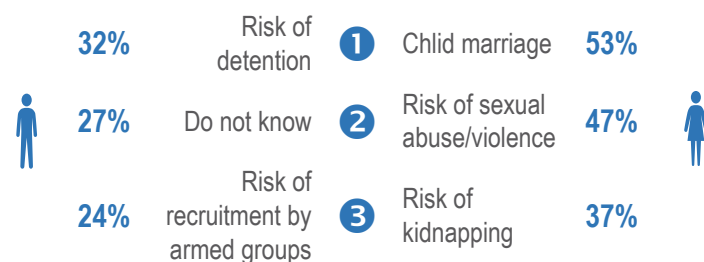 32%
Risk of
detention
1
Chlid marriage
53%
27%
Do not know
2
Risk of sexual
abuse/violence
47%
24%
Risk of
recruitment by
armed groups
3
Risk of
kidnapping
37%